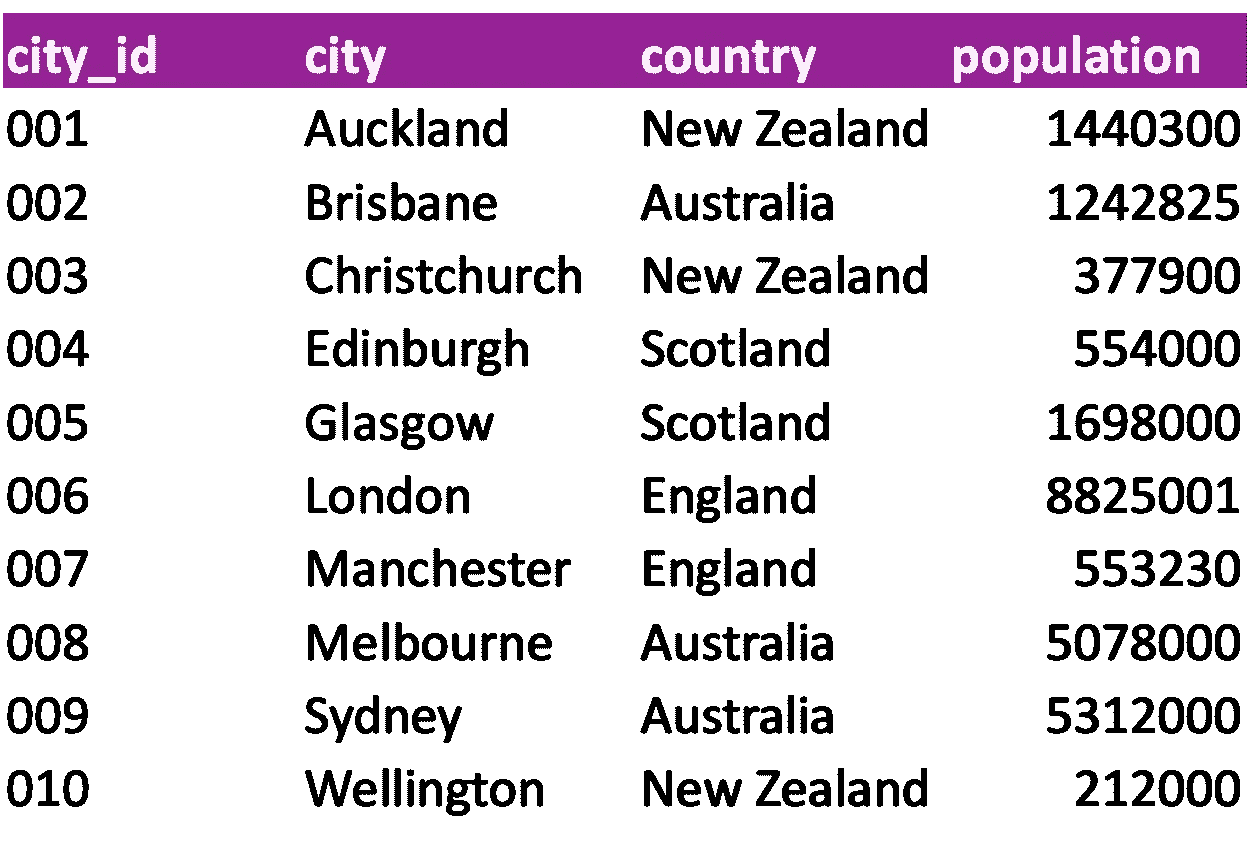 city_id city country population
001 Auckland New Zealand 1440300
002 Brisbane Australia 1242825
003 Christchurch New Zealand 377900
004 Edinburgh Scotland 554000
005 Glasgow Scotland 1698000
006 London England 8825001
007 Manchester England 553230
008 Melbourne Australia 5078000
009 Sydney Australia 5312000
010 Wellington New Zealand 212000